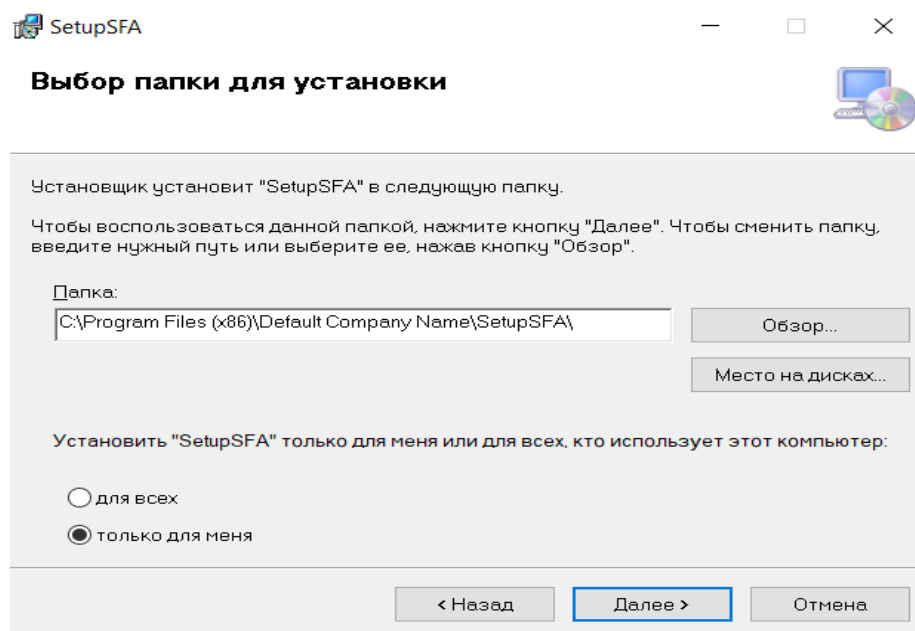 SetupSFA
Выбор папки для установки
Установщик установит "SetupSFA" в следующую папку.
Чтобы воспользоваться данной папкой, нажмите кнопку "Далее". Чтобы сменить папку,
введите нужный путь или выберите ее, нажав кнопку "Обзор".
Папка:
C:\Program Files (x86)\Default Company Name\SetupSFA\
Обзор...
Место на дисках...
Установить "SetupSFA" только для меня или для всех, кто использует этот компьютер:
для всех
только для меня
< Назад
Далее >
Отмена